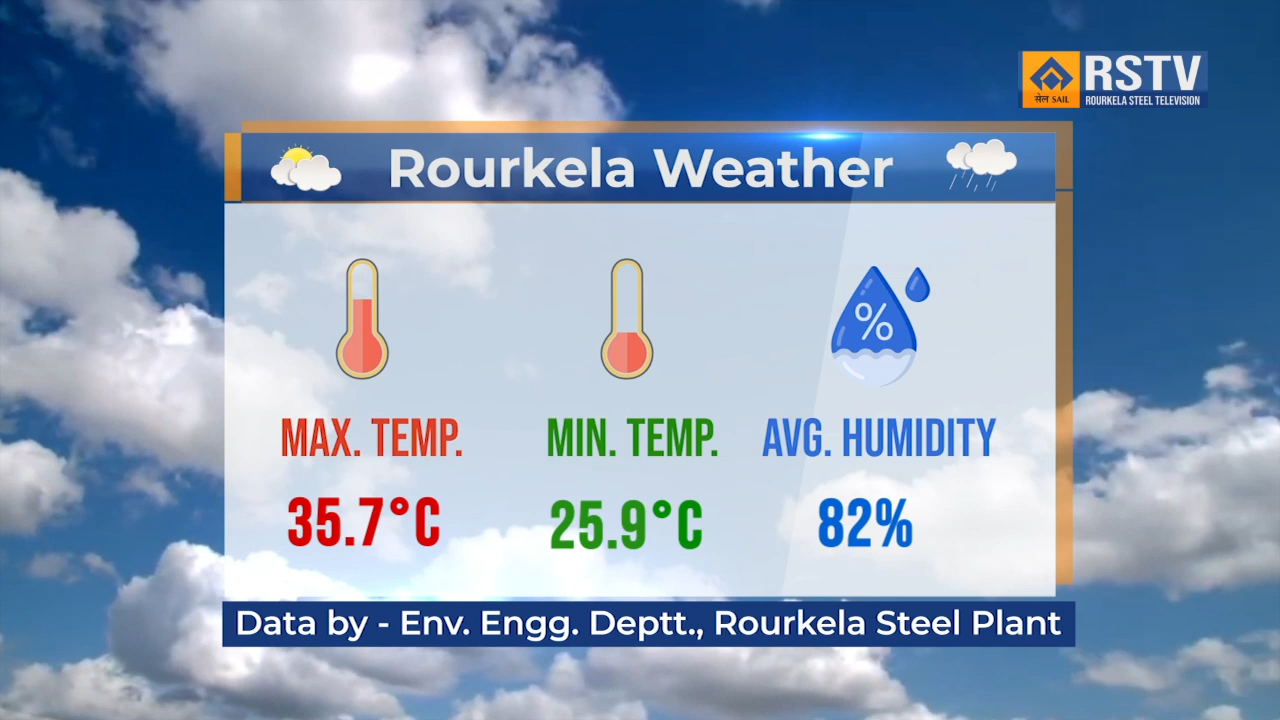 सेल SAIL
RSTV
ROURKELA STEEL TELEVISION
Rourkela Weather
%
MAX. TEMP.
MIN. TEMP.
AVG. HUMIDITY
35.7°C
25.9°C
82%
Data by - Env. Engg. Deptt., Rourkela Steel Plant